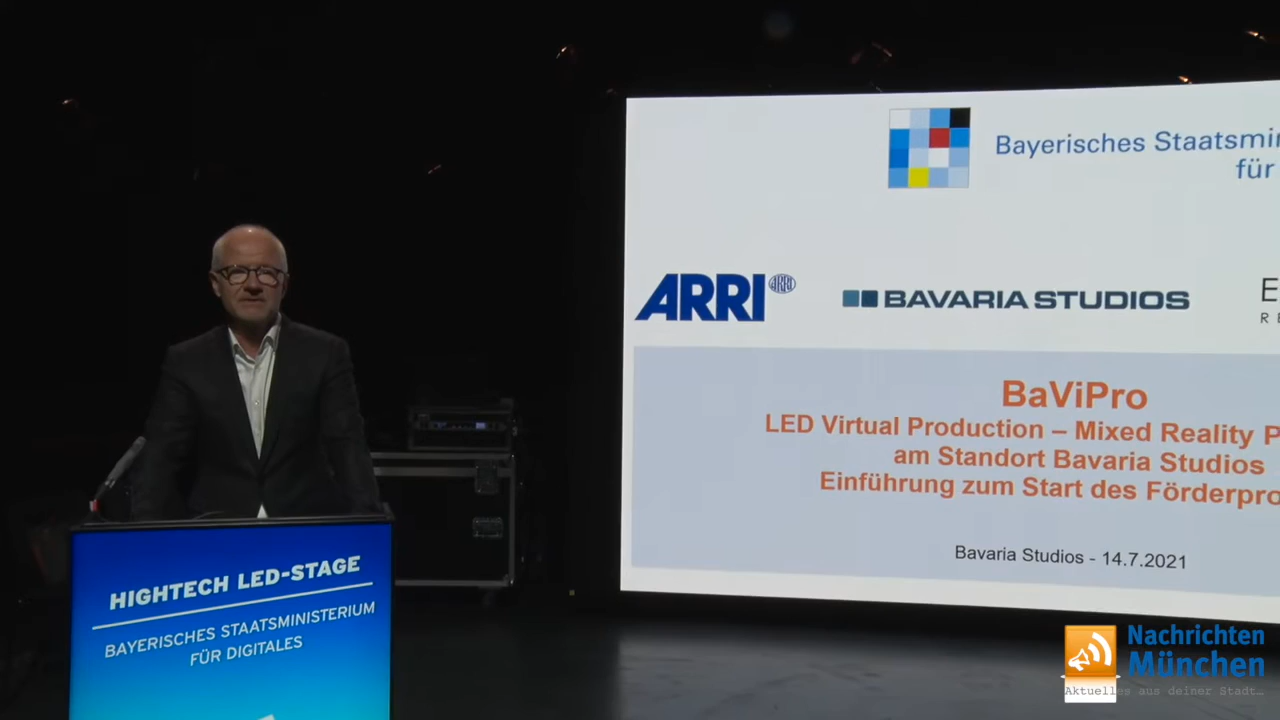 Bayerisches Staatsmin
für
ARRI
ARRI
BAVARIA STUDIOS
E
RE
BaViPro
LED Virtual Production – Mixed Reality P
am Standort Bavaria Studios
Einführung zum Start des Förderpro
Bavaria Studios - 14.7.2021
HIGHTECH LED-STAGE
BAYERISCHES STAATSMINISTERIUM
FÜR DIGITALES
Nachrichten
München
Aktuelles aus deiner Stadt...